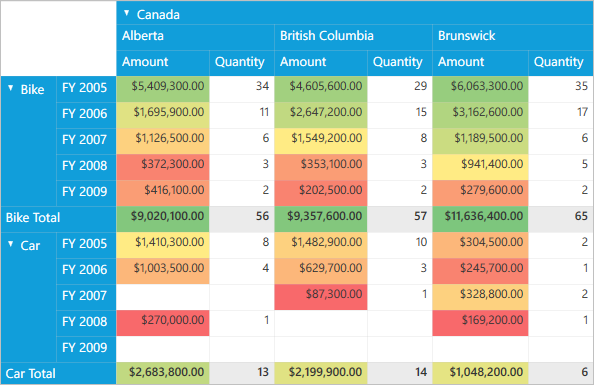 Canada
Alberta British Columbia Brunswick
Amount Quantity Amount Quantity Amount Quantity
Bike FY 2005 $5,409,300.00 34 $4,605,600.00 29 $6,063,300.00 35
FY 2006 $1,695,900.00 11 $2,647,200.00 15 $3,162,600.00 17
FY 2007 $1,126,500.00 6 $1,549,200.00 8 $1,189,500.00 6
FY 2008 $372,300.00 3 $353,100.00 3 $941,400.00 5
FY 2009 $416,100.00 2 $202,500.00 2 $279,600.00 2
Bike Total $9,020,100.00 56 $9,357,600.00 57 $11,636,400.00 65
Car FY 2005 $1,410,300.00 8 $1,482,900.00 10 $304,500.00 2
FY 2006 $1,003,500.00 4 $629,700.00 3 $245,700.00 1
FY 2007 $87,300.00 1 $328,800.00 2
FY 2008 $270,000.00 1 $169,200.00 1
FY 2009
Car Total $2,683,800.00 13 $2,199,900.00 14 $1,048,200.00 6